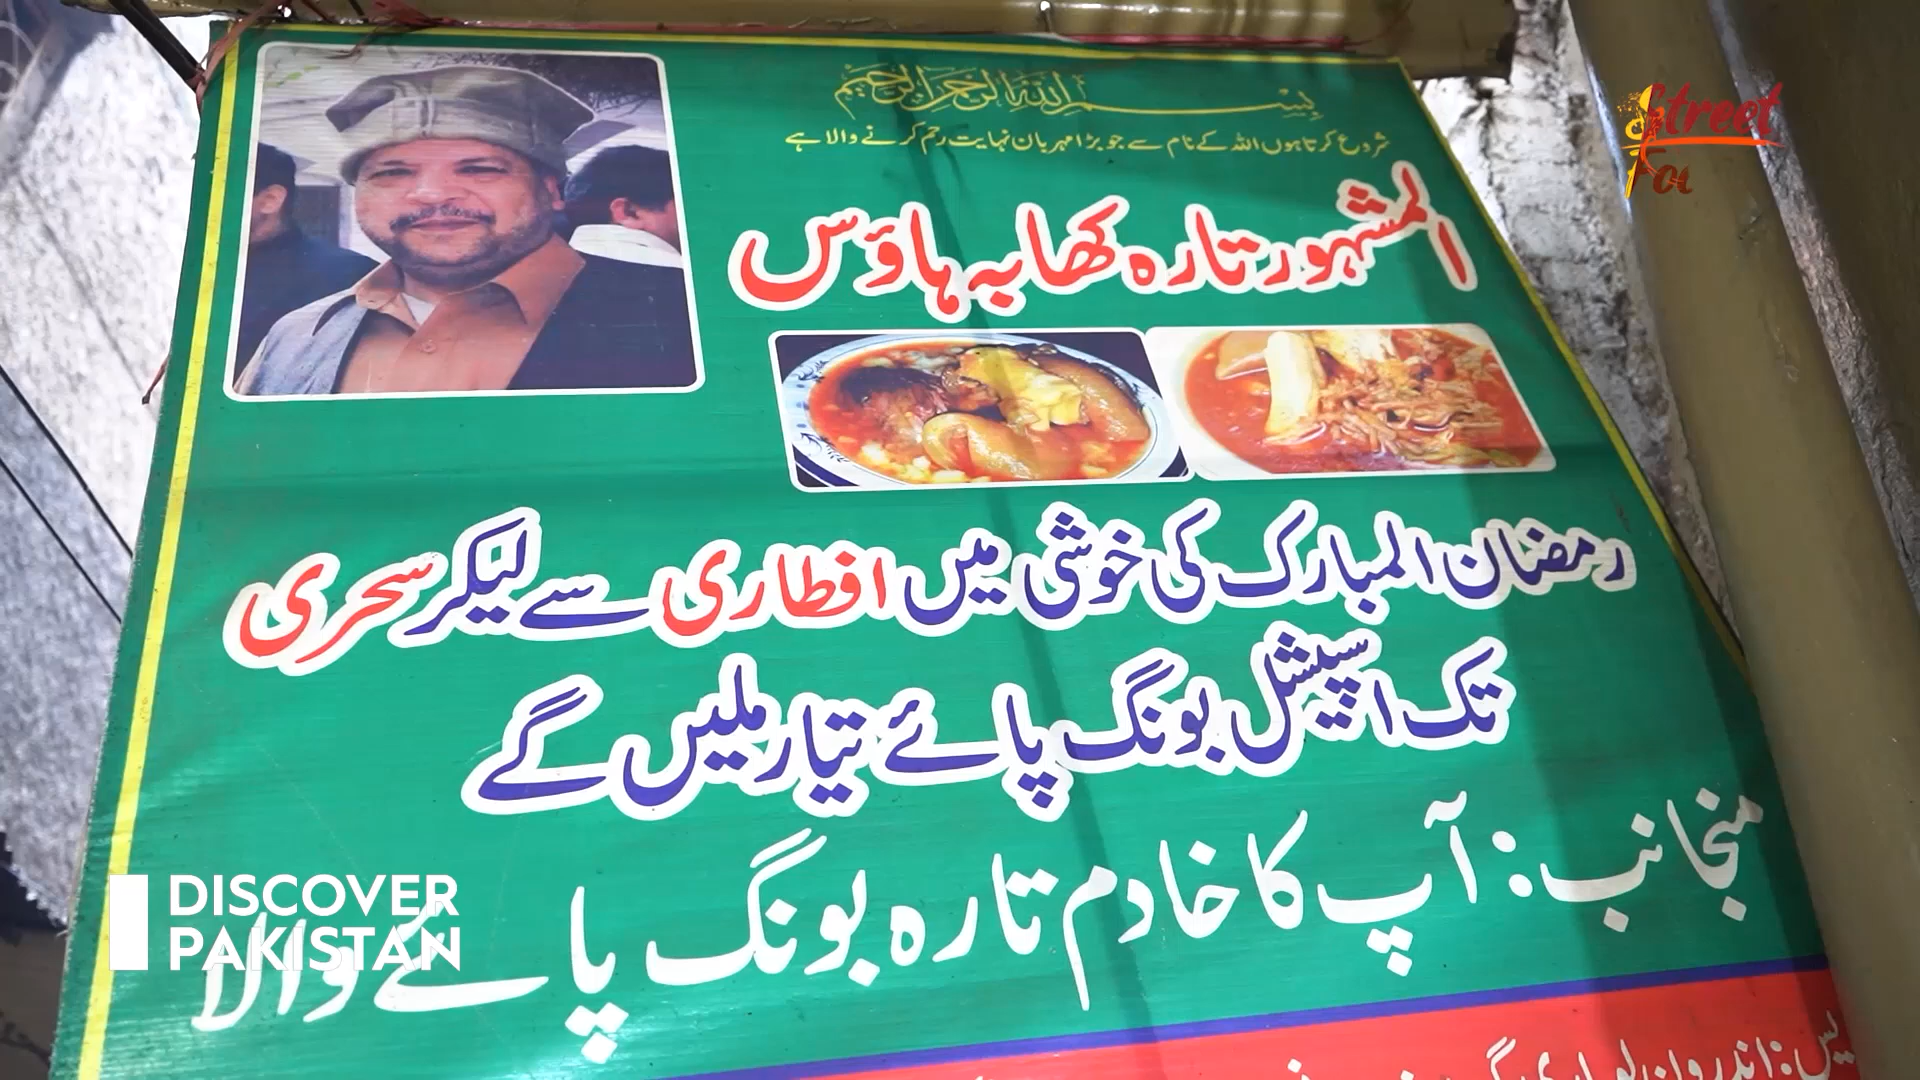 بسم الله الرحمن الرحيم
شروع کرتا ہوں اللہ کے نام سے جو بڑا مہربان نہایت رحم کرنے والا ہے
المشہور تارہ کھابہ ہاؤس
رمضان المبارک کی خوشی میں افطاری سے لیکر سحری
تک اسپیشل بونگ پائے تیار ملیں گے
منجانب: آپ کا خادم تارہ بونگ پائے والا
Street
DISCOVER
PAKISTAN